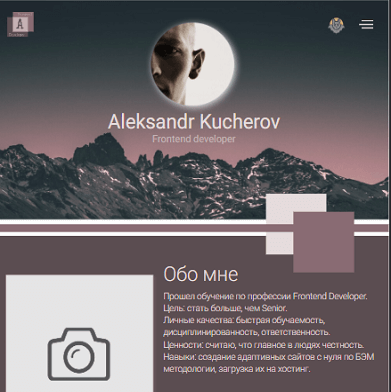 A
Aleksandr Kucherov
Frontend developer
Обо мне
Прошел обучение по профессии Frontend Developer.
Цель: стать больше, чем Senior.
Личные качества: быстрая обучаемость,
дисциплинированность, ответственность.
Ценности: считаю, что главное в людях честность.
Навыки: создание адаптивных сайтов с нуля по БЭМ
методологии, загрузка их на хостинг.